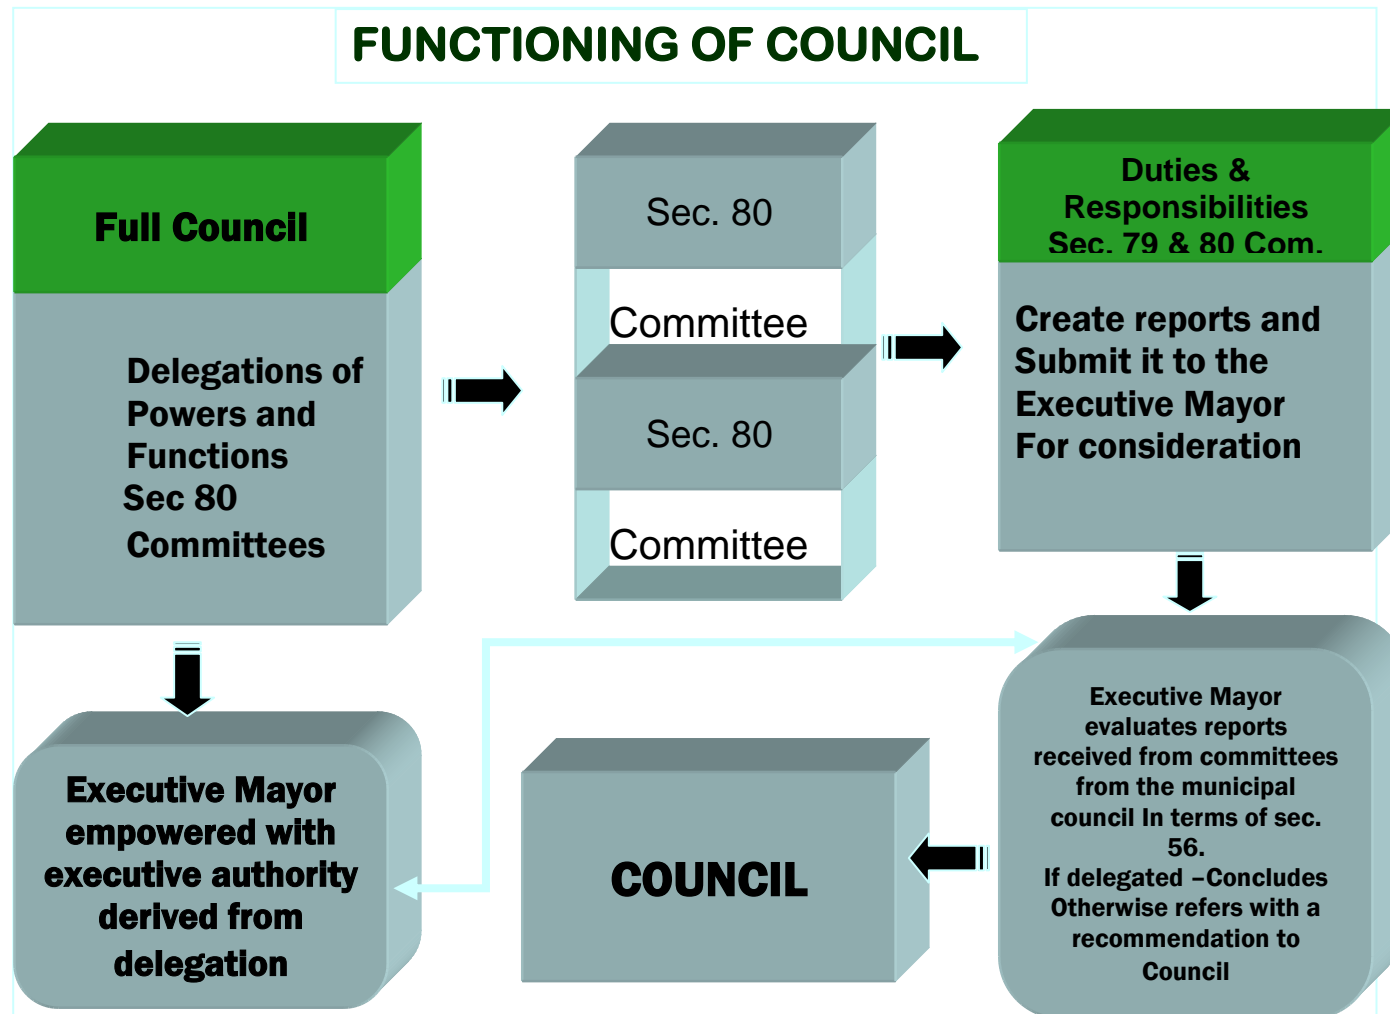 FUNCTIONING OF COUNCIL
Full Council
Delegations of
Powers and
Functions
Sec 80
Committees
Sec. 80
Committee
Sec. 80
Committee
Duties &
Responsibilities
Sec. 79 & 80 Com.
Create reports and
Submit it to the
Executive Mayor
For consideration
Executive Mayor
empowered with
executive authority
derived from
delegation
COUNCIL
Executive Mayor
evaluates reports
received from committees
from the municipal
council In terms of sec.
56.
If delegated –Concludes
Otherwise refers with a
recommendation to
Council